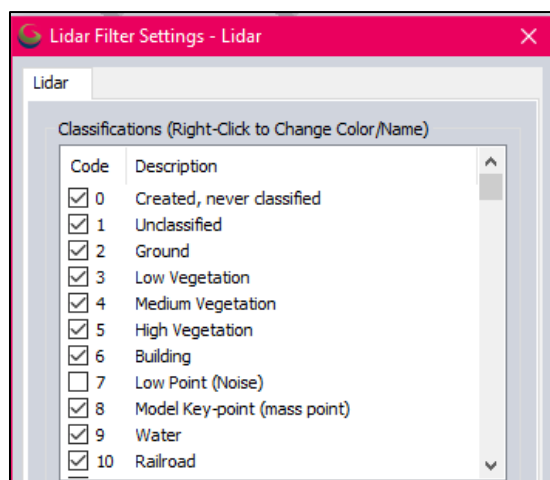 Lidar Filter Settings - Lidar
Lidar
Classifications (Right-Click to Change Color/Name)
Code Description
0 Created, never classified
1 Unclassified
2 Ground
3 Low Vegetation
4 Medium Vegetation
5 High Vegetation
6 Building
7 Low Point (Noise)
8 Model Key-point (mass point)
9 Water
10 Railroad